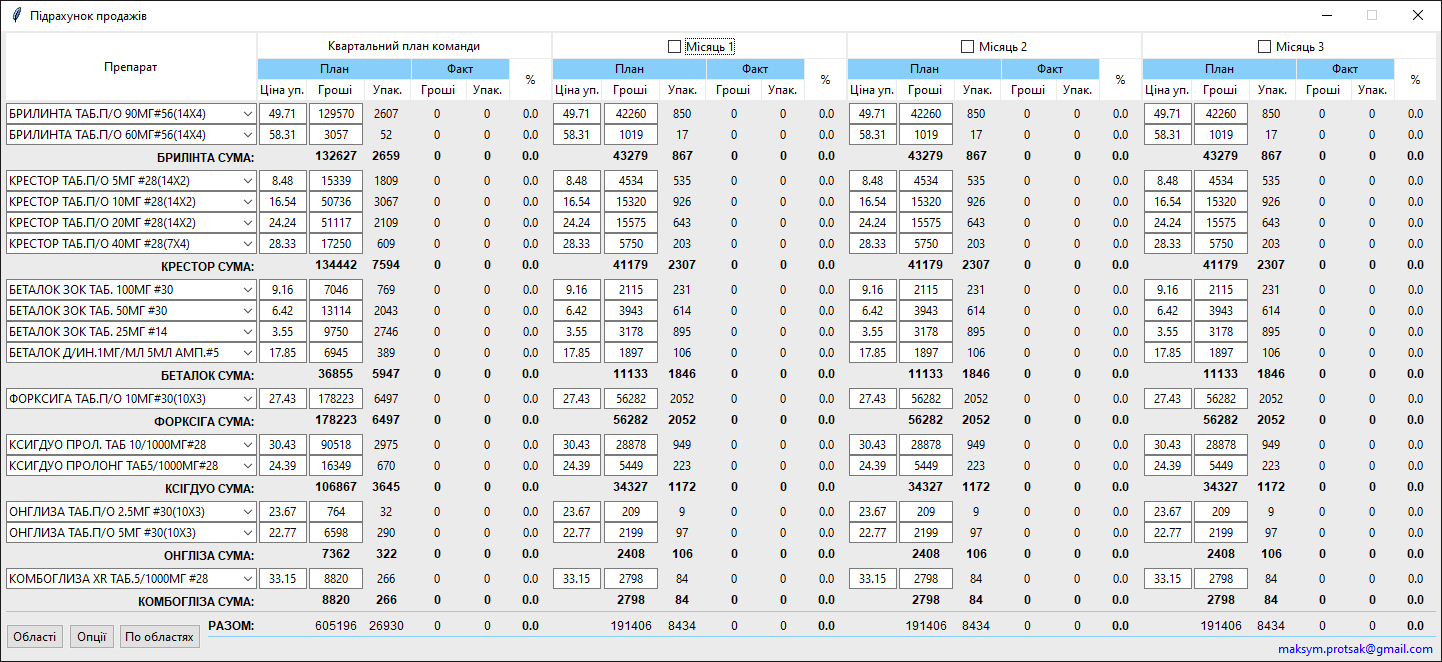 Підрахунок продажів
Препарат Квартальний план команди Місяць 1 Місяць 2 Місяць 3
План Факт % План Факт % План Факт % План Факт %
Ціна уп. Гроші Упак. Гроші Упак. Ціна уп. Гроші Упак. Гроші Упак. Ціна уп. Гроші Упак. Гроші Упак. Ціна уп. Гроші Упак. Гроші Упак.
БРИЛИНТА ТАБ.П/О 90МГ#56(14X4) 49.71 129570 2607 0 0 0.0 49.71 42260 850 0 0 0.0 49.71 42260 850 0 0 0.0 49.71 42260 850 0 0 0.0
БРИЛИНТА ТАБ.П/О 60МГ#56(14X4) 58.31 3057 52 0 0 0.0 58.31 1019 17 0 0 0.0 58.31 1019 17 0 0 0.0 58.31 1019 17 0 0 0.0
БРИЛІНТА СУМА: 132627 2659 0 0 0.0 43279 867 0 0 0.0 43279 867 0 0 0.0 43279 867 0 0 0.0
КРЕСТОР ТАБ.П/О 5МГ #28(14X2) 8.48 15339 1809 0 0 0.0 8.48 4534 535 0 0 0.0 8.48 4534 535 0 0 0.0 8.48 4534 535 0 0 0.0
КРЕСТОР ТАБ.П/О 10МГ #28(14X2) 16.54 50736 3067 0 0 0.0 16.54 15320 926 0 0 0.0 16.54 15320 926 0 0 0.0 16.54 15320 926 0 0 0.0
КРЕСТОР ТАБ.П/О 20МГ #28(14X2) 24.24 51117 2109 0 0 0.0 24.24 15575 643 0 0 0.0 24.24 15575 643 0 0 0.0 24.24 15575 643 0 0 0.0
КРЕСТОР ТАБ.П/О 40МГ #28(7X4) 28.33 17250 609 0 0 0.0 28.33 5750 203 0 0 0.0 28.33 5750 203 0 0 0.0 28.33 5750 203 0 0 0.0
КРЕСТОР СУМА: 134442 7594 0 0 0.0 41179 2307 0 0 0.0 41179 2307 0 0 0.0 41179 2307 0 0 0.0
БЕТАЛОК ЗОК ТАБ. 100МГ #30 9.16 7046 769 0 0 0.0 9.16 2115 231 0 0 0.0 9.16 2115 231 0 0 0.0 9.16 2115 231 0 0 0.0
БЕТАЛОК ЗОК ТАБ. 50МГ #30 6.42 13114 2043 0 0 0.0 6.42 3943 614 0 0 0.0 6.42 3943 614 0 0 0.0 6.42 3943 614 0 0 0.0
БЕТАЛОК ЗОК ТАБ. 25МГ #14 3.55 9750 2746 0 0 0.0 3.55 3178 895 0 0 0.0 3.55 3178 895 0 0 0.0 3.55 3178 895 0 0 0.0
БЕТАЛОК Д/ИН.1МГ/МЛ 5МЛ АМП.#5 17.85 6945 389 0 0 0.0 17.85 1897 106 0 0 0.0 17.85 1897 106 0 0 0.0 17.85 1897 106 0 0 0.0
БЕТАЛОК СУМА: 36855 5947 0 0 0.0 11133 1846 0 0 0.0 11133 1846 0 0 0.0 11133 1846 0 0 0.0
ФОРКСИГА ТАБ.П/О 10МГ#30(10X3) 27.43 178223 6497 0 0 0.0 27.43 56282 2052 0 0 0.0 27.43 56282 2052 0 0 0.0 27.43 56282 2052 0 0 0.0
ФОРКСІГА СУМА: 178223 6497 0 0 0.0 56282 2052 0 0 0.0 56282 2052 0 0 0.0 56282 2052 0 0 0.0
КСИГДУО ПРОЛ. ТАБ 10/1000МГ#28 30.43 90518 2975 0 0 0.0 30.43 28878 949 0 0 0.0 30.43 28878 949 0 0 0.0 30.43 28878 949 0 0 0.0
КСИГДУО ПРОЛОНГ ТАБ5/1000МГ#28 24.39 16349 670 0 0 0.0 24.39 5449 223 0 0 0.0 24.39 5449 223 0 0 0.0 24.39 5449 223 0 0 0.0
КСІГДУО СУМА: 106867 3645 0 0 0.0 34327 1172 0 0 0.0 34327 1172 0 0 0.0 34327 1172 0 0 0.0
ОНГЛИЗА ТАБ.П/О 2.5МГ #30(10X3) 23.67 764 32 0 0 0.0 23.67 209 9 0 0 0.0 23.67 209 9 0 0 0.0 23.67 209 9 0 0 0.0
ОНГЛИЗА ТАБ.П/О 5МГ #30(10X3) 22.77 6598 290 0 0 0.0 22.77 2199 97 0 0 0.0 22.77 2199 97 0 0 0.0 22.77 2199 97 0 0 0.0
ОНГЛІЗА СУМА: 7362 322 0 0 0.0 2408 106 0 0 0.0 2408 106 0 0 0.0 2408 106 0 0 0.0
КОМБОГЛИЗА XR ТАБ.5/1000МГ #28 33.15 8820 266 0 0 0.0 33.15 2798 84 0 0 0.0 33.15 2798 84 0 0 0.0 33.15 2798 84 0 0 0.0
КОМБОГЛІЗА СУМА: 8820 266 0 0 0.0 2798 84 0 0 0.0 2798 84 0 0 0.0 2798 84 0 0 0.0
Області Опції По областях РАЗОМ: 605196 26930 0 0 0.0 191406 8434 0 0 0.0 191406 8434 0 0 0.0 191406 8434 0 0 0.0
maksym.protsak@gmail.com